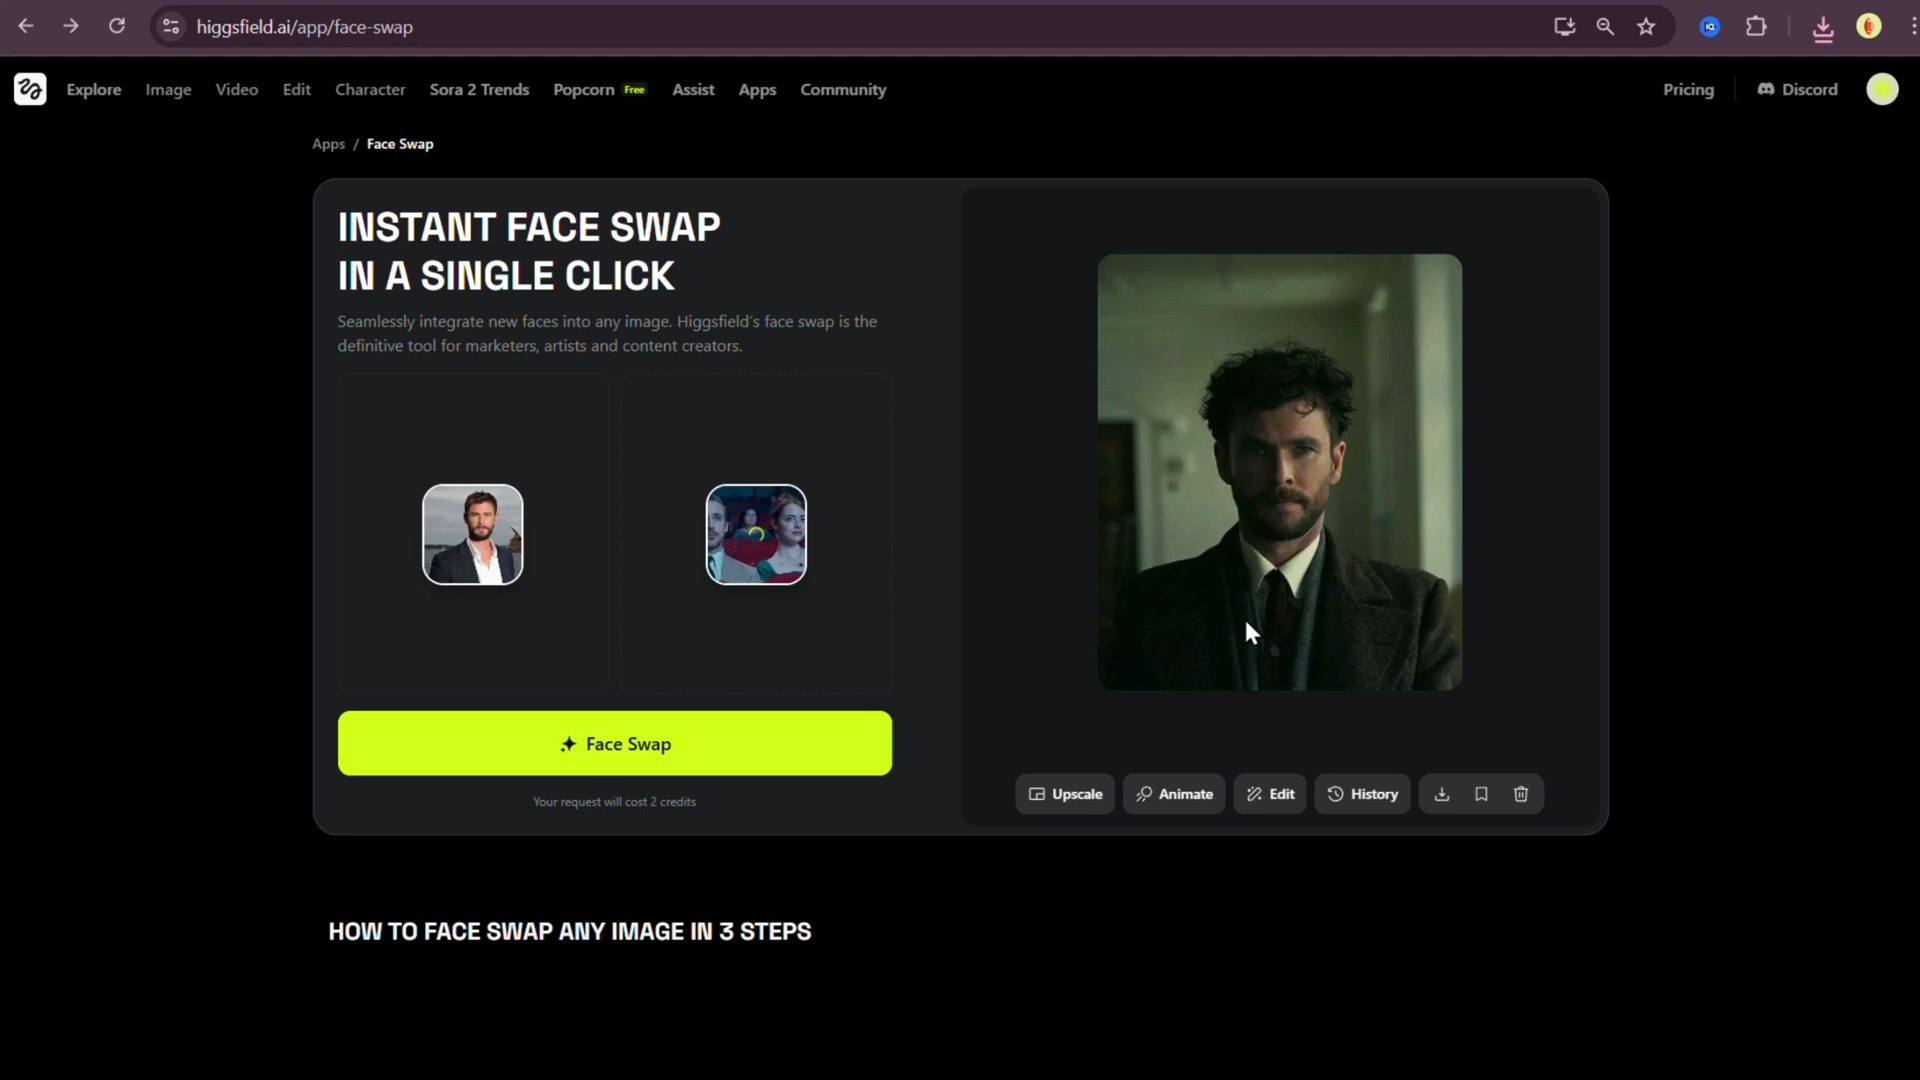 higgsfield.ai/app/face-swap
Explore Image Video Edit Character Sora 2 Trends Popcorn Free Assist Apps Community Pricing Discord
Apps / Face Swap
INSTANT FACE SWAP
IN A SINGLE CLICK
Seamlessly integrate new faces into any image. Higgsfield's face swap is the
definitive tool for marketers, artists and content creators.
Face Swap
Your request will cost 2 credits
Upscale Animate Edit History
HOW TO FACE SWAP ANY IMAGE IN 3 STEPS